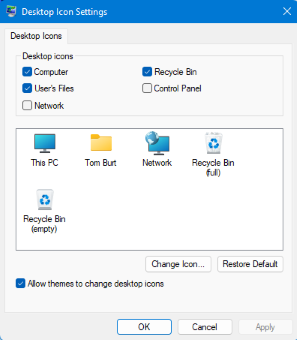 Desktop Icon Settings
Desktop Icons
Desktop icons
Computer
Recycle Bin
User's Files
Control Panel
Network
This PC
Tom Burt
Network
Recycle Bin
(full)
Recycle Bin
(empty)
Change Icon...
Restore Default
Allow themes to change desktop icons
OK
Cancel
Apply